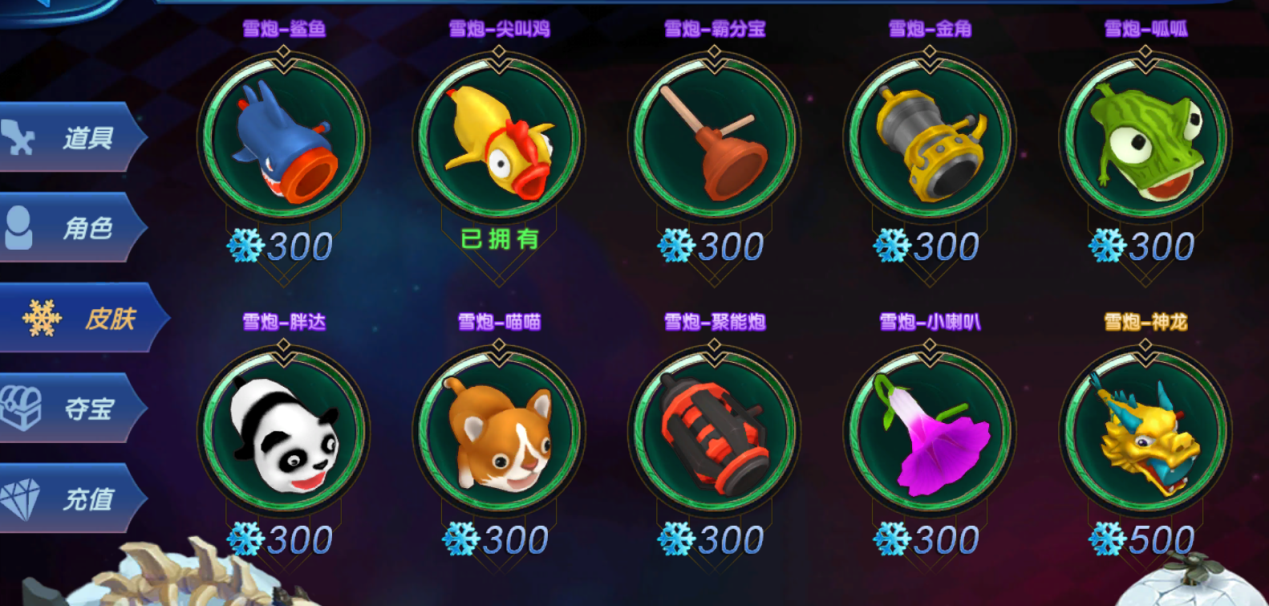 雪炮-鲨鱼
雪炮-尖叫鸡
雪炮-霸分宝
雪炮-金角
雪炮-呱呱
道具
角色
300
已拥有
300
300
300
皮肤
雪炮-胖达
雪炮-喵喵
雪炮-聚能炮
雪炮-小喇叭
雪炮-神龙
夺宝
充值
300
300
300
300
500